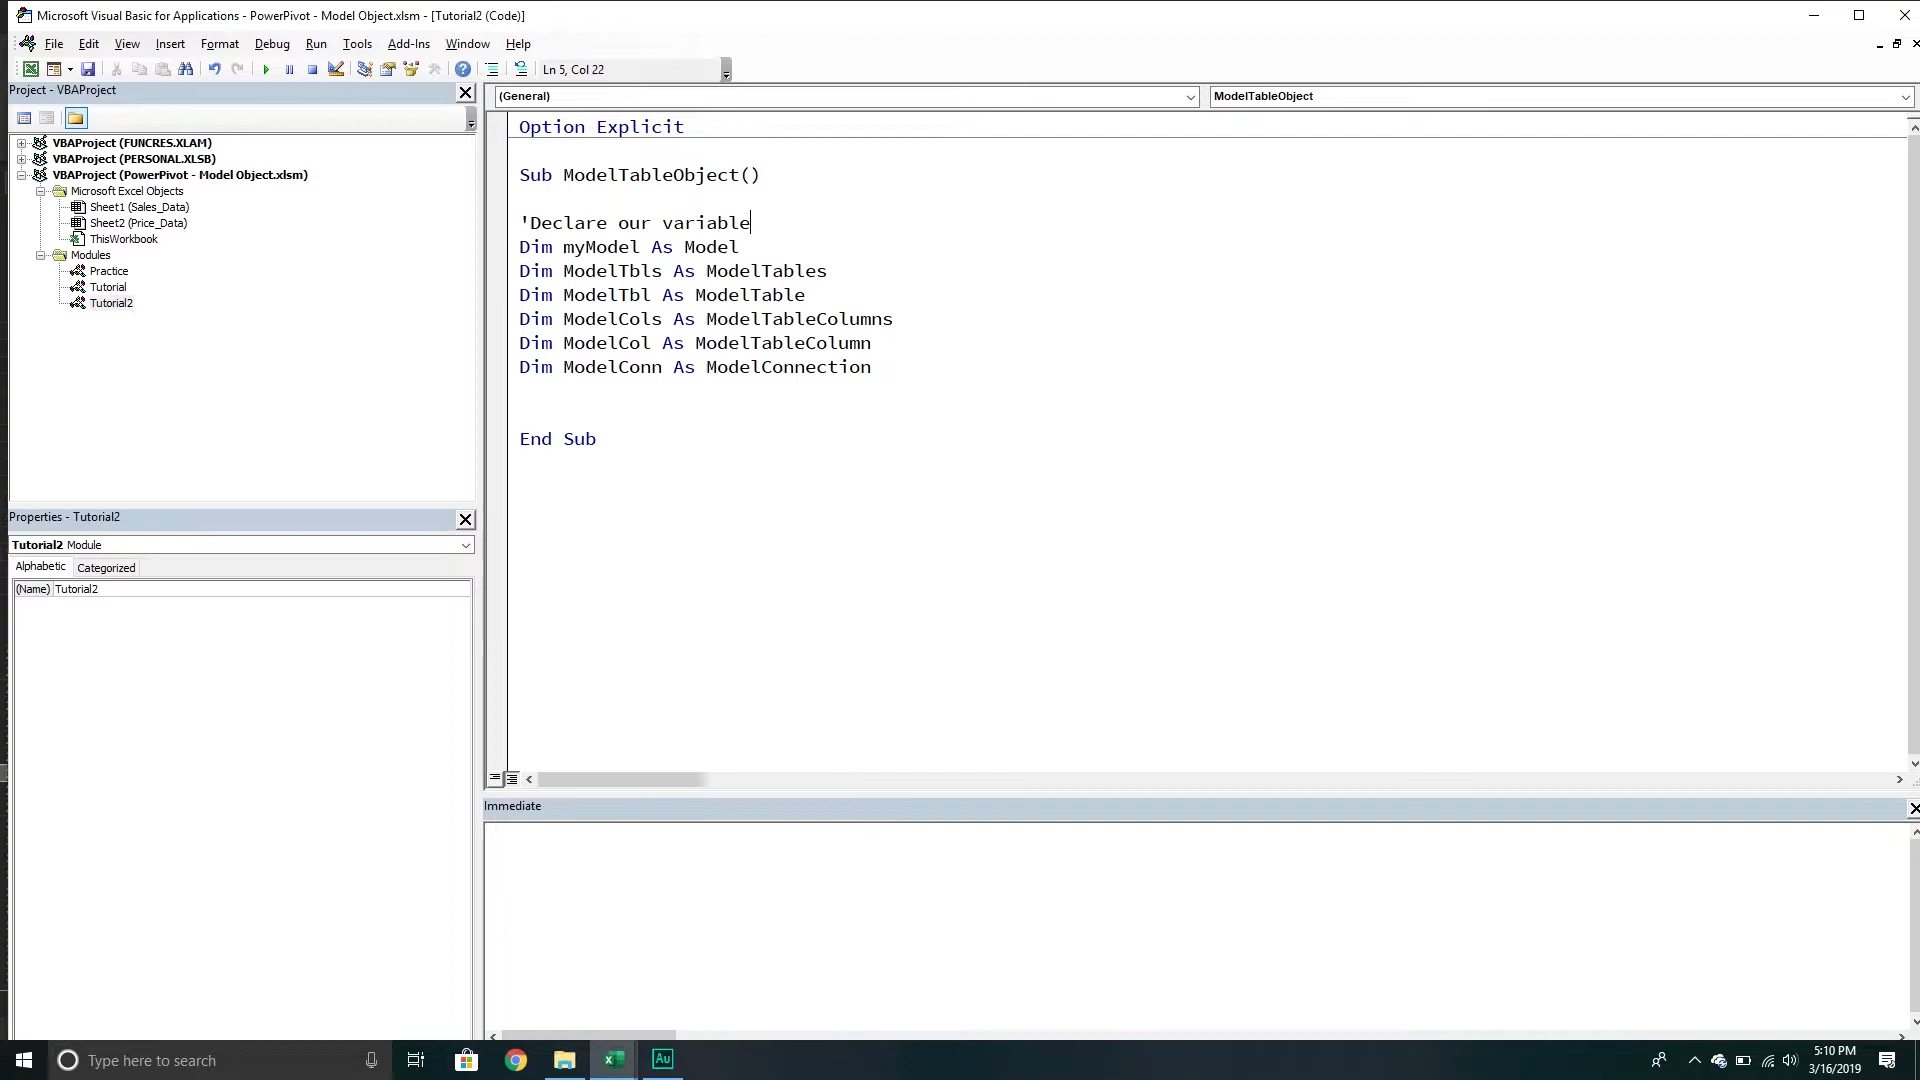 Microsoft Visual Basic for Applications - PowerPivot - Model Object.xlsm - [Tutorial2 (Code)]
File Edit View Insert Format Debug Run Tools Add-Ins Window Help
Ln 5, Col 22
Project - VBAProject
VBAProject (FUNCRES.XLAM)
VBAProject (PERSONAL.XLSB)
VBAProject (PowerPivot - Model Object.xlsm)
Microsoft Excel Objects
Sheet1 (Sales_Data)
Sheet2 (Price_Data)
ThisWorkbook
Modules
Practice
Tutorial
Tutorial2
Properties - Tutorial2
Tutorial2 Module
Alphabetic Categorized
(Name) Tutorial2
(General) ModelTableObject
Option Explicit
Sub ModelTableObject()
'Declare our variable
Dim myModel As Model
Dim ModelTbls As ModelTables
Dim ModelTbl As ModelTable
Dim ModelCols As ModelTableColumns
Dim ModelCol As ModelTableColumn
Dim ModelConn As ModelConnection
End Sub
Immediate
Type here to search
Au
5:10 PM
3/16/2019